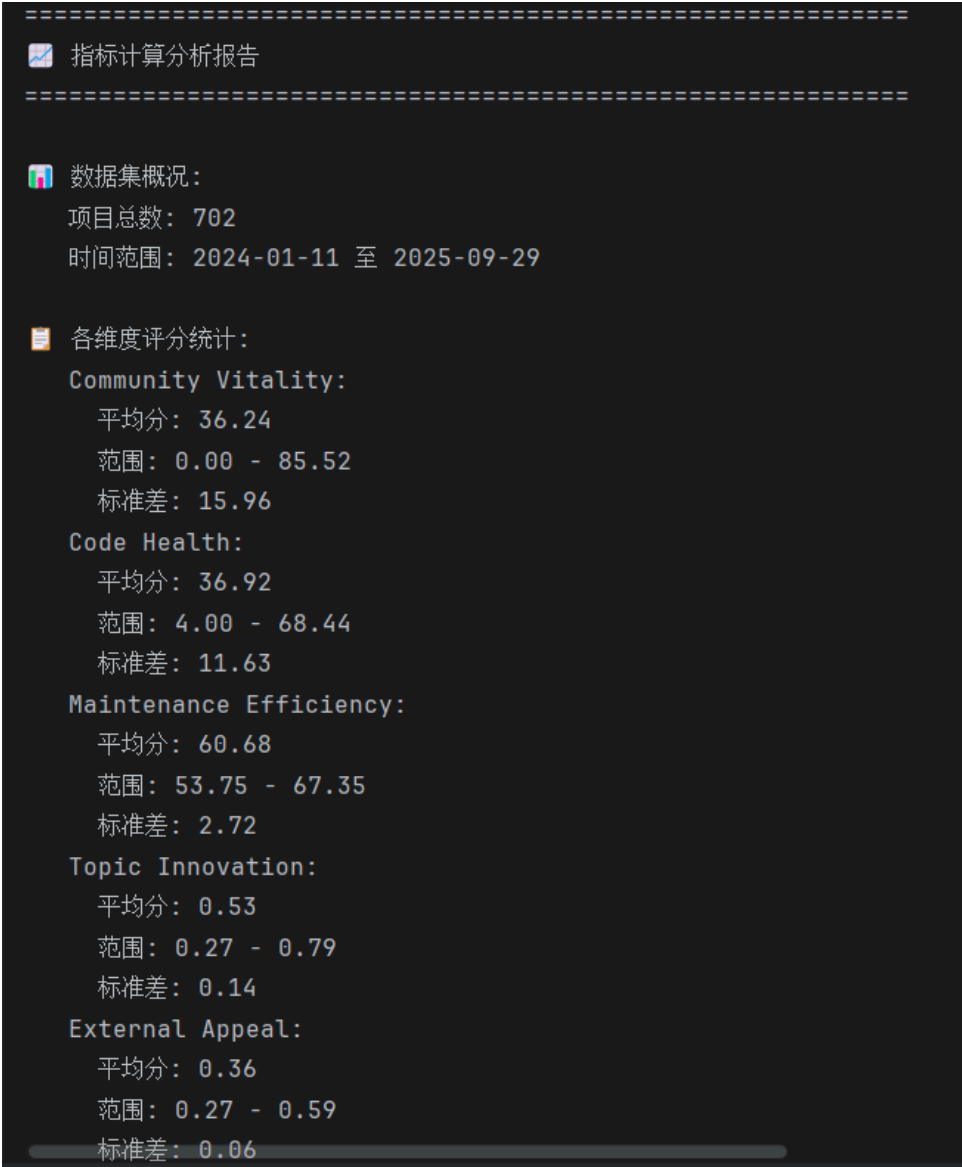 ============================================================
📈 指标计算分析报告
============================================================
📊 数据集概况:
项目总数: 702
时间范围: 2024-01-11 至 2025-09-29
📋 各维度评分统计:
Community Vitality:
平均分: 36.24
范围: 0.00 - 85.52
标准差: 15.96
Code Health:
平均分: 36.92
范围: 4.00 - 68.44
标准差: 11.63
Maintenance Efficiency:
平均分: 60.68
范围: 53.75 - 67.35
标准差: 2.72
Topic Innovation:
平均分: 0.53
范围: 0.27 - 0.79
标准差: 0.14
External Appeal:
平均分: 0.36
范围: 0.27 - 0.59
标准差: 0.06